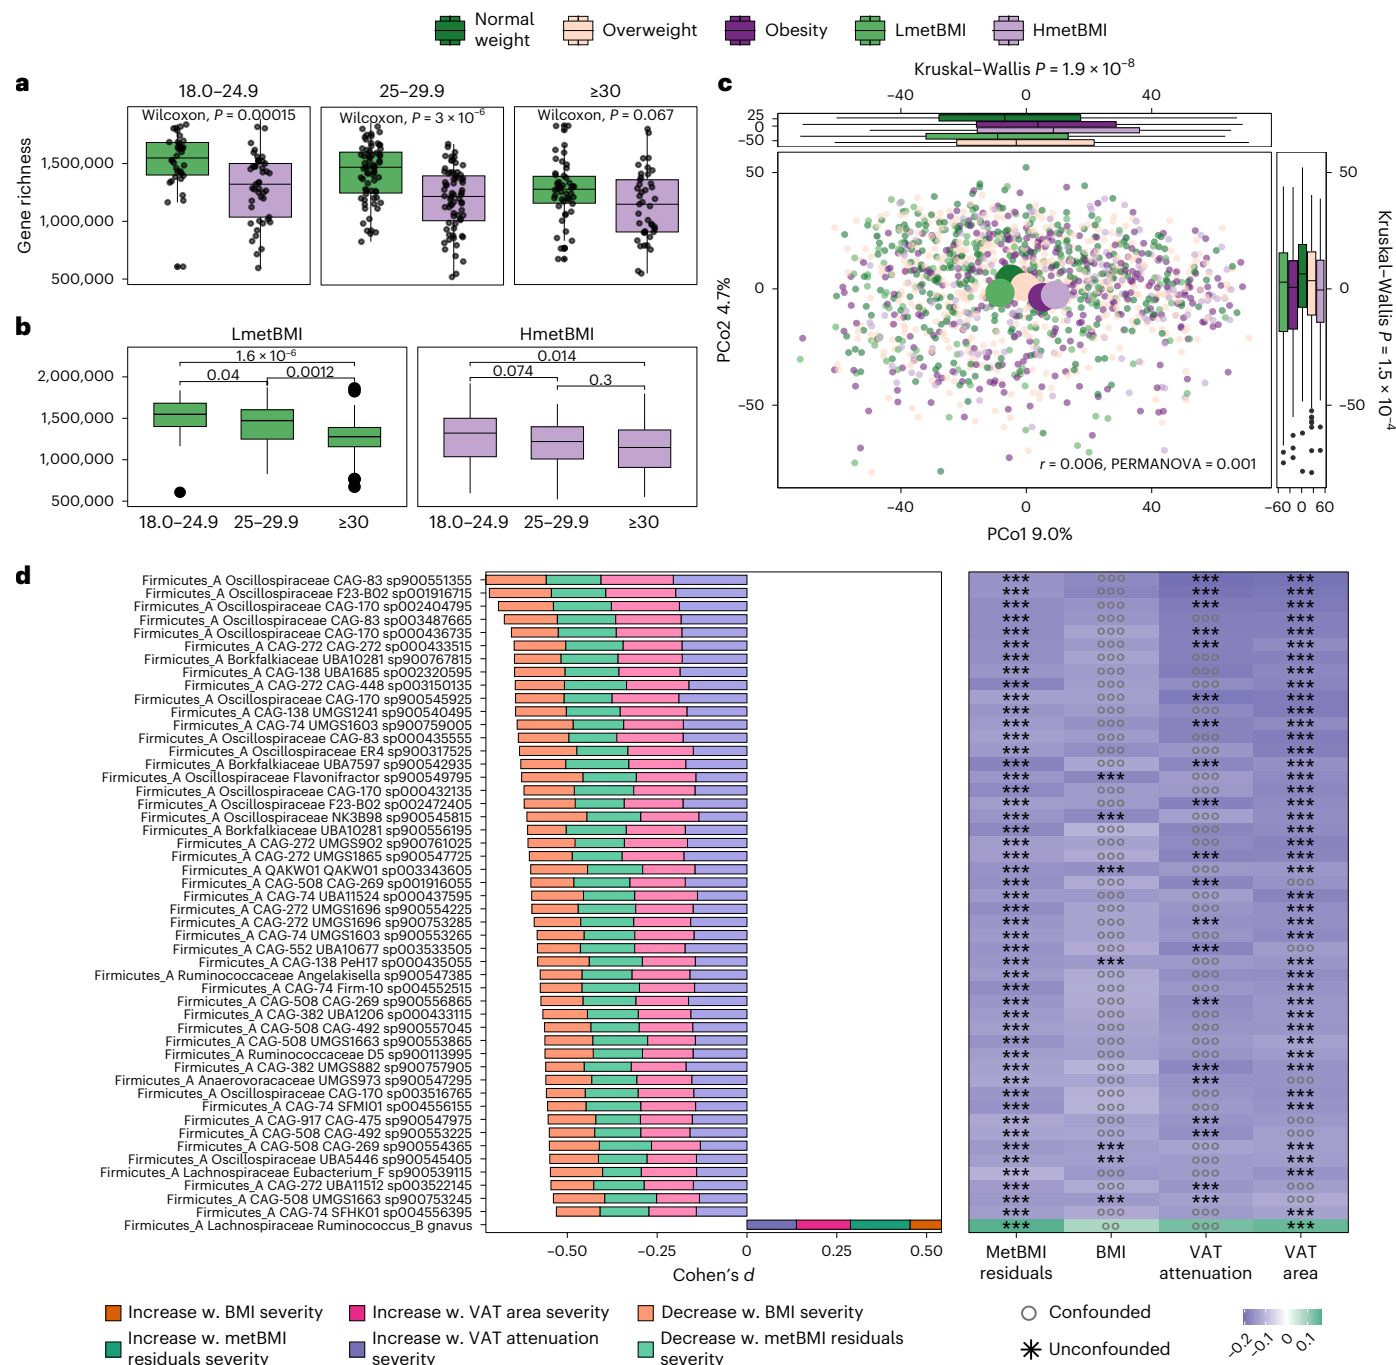 Normal
weight
Overweight
Obesity
LmetBMI
HmetBMI
a
18.0–24.9
25–29.9
≥30
Wilcoxon, P = 0.00015
Wilcoxon, P = 3 × 10⁻⁶
Wilcoxon, P = 0.067
Gene richness
1,500,000
1,000,000
500,000
b
LmetBMI
HmetBMI
1.6 × 10⁻⁶
0.04
0.0012
0.014
0.074
0.3
2,000,000
1,500,000
1,000,000
500,000
18.0–24.9
25–29.9
≥30
18.0–24.9
25–29.9
≥30
c
Kruskal–Wallis P = 1.9 × 10⁻⁸
−40
0
40
25
0
−50
50
0
−50
PCo2 4.7%
r = 0.006, PERMANOVA = 0.001
−40
0
40
PCo1 9.0%
50
0
−50
−60
0
60
Kruskal–Wallis P = 1.5 × 10⁻⁴
d
Firmicutes_A Oscillospiraceae CAG-83 sp900551355
Firmicutes_A Oscillospiraceae F23-B02 sp001916715
Firmicutes_A Oscillospiraceae CAG-170 sp002404795
Firmicutes_A Oscillospiraceae CAG-83 sp003487665
Firmicutes_A Oscillospiraceae CAG-170 sp000436735
Firmicutes_A CAG-272 CAG-272 sp000433515
Firmicutes_A Borkfalkiaceae UBA10281 sp900767815
Firmicutes_A CAG-138 UBA1685 sp002320595
Firmicutes_A CAG-272 CAG-448 sp003150135
Firmicutes_A Oscillospiraceae CAG-170 sp900545925
Firmicutes_A CAG-138 UMGS1241 sp900540495
Firmicutes_A CAG-74 UMGS1603 sp900759005
Firmicutes_A Oscillospiraceae CAG-83 sp000435555
Firmicutes_A Oscillospiraceae ER4 sp900317525
Firmicutes_A Borkfalkiaceae UBA7597 sp900542935
Firmicutes_A Oscillospiraceae Flavonifractor sp900549795
Firmicutes_A Oscillospiraceae CAG-170 sp000432135
Firmicutes_A Oscillospiraceae F23-B02 sp002472405
Firmicutes_A Oscillospiraceae NK3B98 sp900545815
Firmicutes_A Borkfalkiaceae UBA10281 sp900556195
Firmicutes_A CAG-272 UMGS902 sp900761025
Firmicutes_A CAG-272 UMGS1865 sp900547725
Firmicutes_A QAKW01 QAKW01 sp003343605
Firmicutes_A CAG-508 CAG-269 sp001916055
Firmicutes_A CAG-74 UBA11524 sp000437595
Firmicutes_A CAG-272 UMGS1696 sp900554225
Firmicutes_A CAG-272 UMGS1696 sp900753285
Firmicutes_A CAG-74 UMGS1603 sp900553265
Firmicutes_A CAG-552 UBA10677 sp003533505
Firmicutes_A CAG-138 PeH17 sp000435055
Firmicutes_A Ruminococcaceae Angelakisella sp900547385
Firmicutes_A CAG-74 Firm-10 sp004552515
Firmicutes_A CAG-508 CAG-269 sp900556865
Firmicutes_A CAG-382 UBA1206 sp000433115
Firmicutes_A CAG-508 CAG-492 sp900557045
Firmicutes_A CAG-508 UMGS1663 sp900553865
Firmicutes_A Ruminococcaceae D5 sp900113995
Firmicutes_A CAG-382 UMGS882 sp900757905
Firmicutes_A Anaerovoracaceae UMGS973 sp900547295
Firmicutes_A Oscillospiraceae CAG-170 sp003516765
Firmicutes_A CAG-74 SFMI01 sp004556155
Firmicutes_A CAG-917 CAG-475 sp900547975
Firmicutes_A CAG-508 CAG-492 sp900553225
Firmicutes_A CAG-508 CAG-269 sp900554365
Firmicutes_A Oscillospiraceae UBA5446 sp900545405
Firmicutes_A Lachnospiraceae Eubacterium_F sp900539115
Firmicutes_A CAG-272 UBA11512 sp003522145
Firmicutes_A CAG-508 UMGS1663 sp900753245
Firmicutes_A CAG-74 SFHK01 sp004556395
Firmicutes_A Lachnospiraceae Ruminococcus_B gnavus
−0.50
−0.25
0
0.25
0.50
Cohen's d
MetBMI
residuals
BMI
VAT
attenuation
VAT
area
Increase w. BMI severity
Increase w. metBMI
residuals severity
Increase w. VAT area severity
Increase w. VAT attenuation
severity
Decrease w. BMI severity
Decrease w. metBMI residuals
severity
Confounded
Unconfounded
−0.2
−0.1
0
0.1